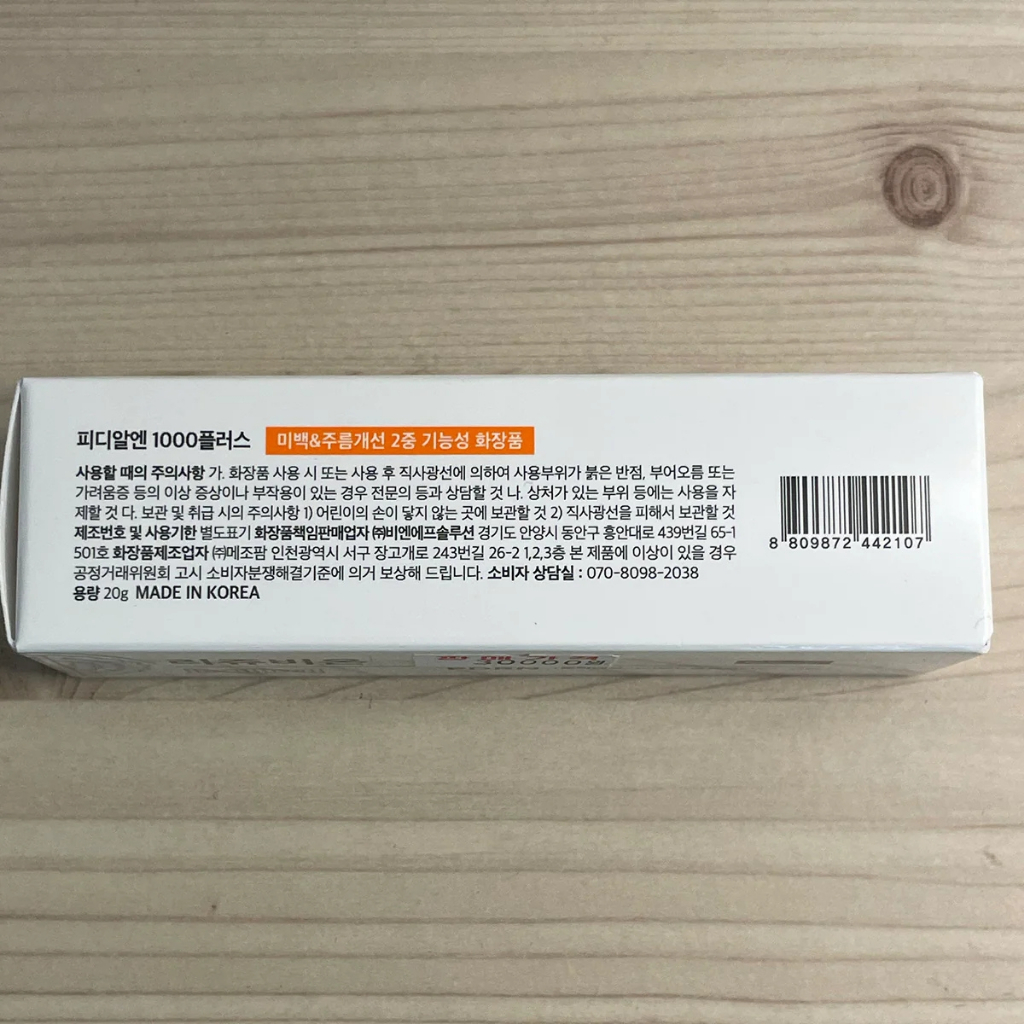 피디알엔 1000플러스 미백&주름개선 2중 기능성 화장품
사용할 때의 주의사항 가. 화장품 사용 시 또는 사용 후 직사광선에 의하여 사용부위가 붉은 반점, 부어오름 또는
가려움증 등의 이상 증상이나 부작용이 있는 경우 전문의 등과 상담할 것 나. 상처가 있는 부위 등에는 사용을 자
제할 것 다. 보관 및 취급 시의 주의사항 1) 어린이의 손이 닿지 않는 곳에 보관할 것 2) 직사광선을 피해서 보관할 것
제조번호 및 사용기한 별도표기 화장품책임판매업자 ㈜비엔에프솔루션 경기도 안양시 동안구 흥안대로 439번길 65-1
501호 화장품제조업자 ㈜메조팜 인천광역시 서구 장고개로 243번길 26-2 1,2,3층 본 제품에 이상이 있을 경우
공정거래위원회 고시 소비자분쟁해결기준에 의거 보상해 드립니다. 소비자 상담실 : 070-8098-2038
용량 20g MADE IN KOREA
8 809872 442107
판매가격
30000원